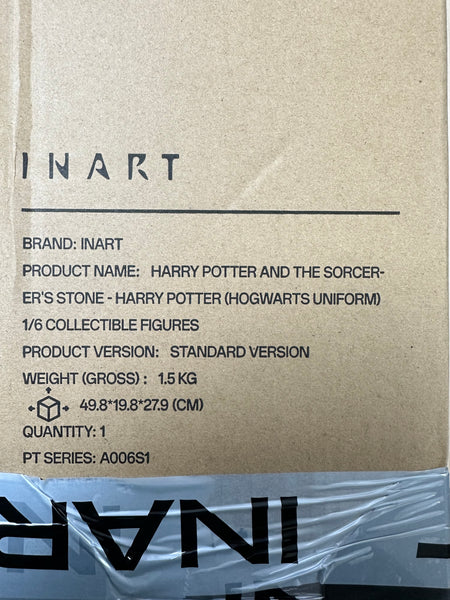 INART
BRAND: INART
PRODUCT NAME: HARRY POTTER AND THE SORCER-
ER'S STONE - HARRY POTTER (HOGWARTS UNIFORM)
1/6 COLLECTIBLE FIGURES
PRODUCT VERSION: STANDARD VERSION
WEIGHT (GROSS) : 1.5 KG
49.8*19.8*27.9 (CM)
QUANTITY: 1
PT SERIES: A006S1
INAR